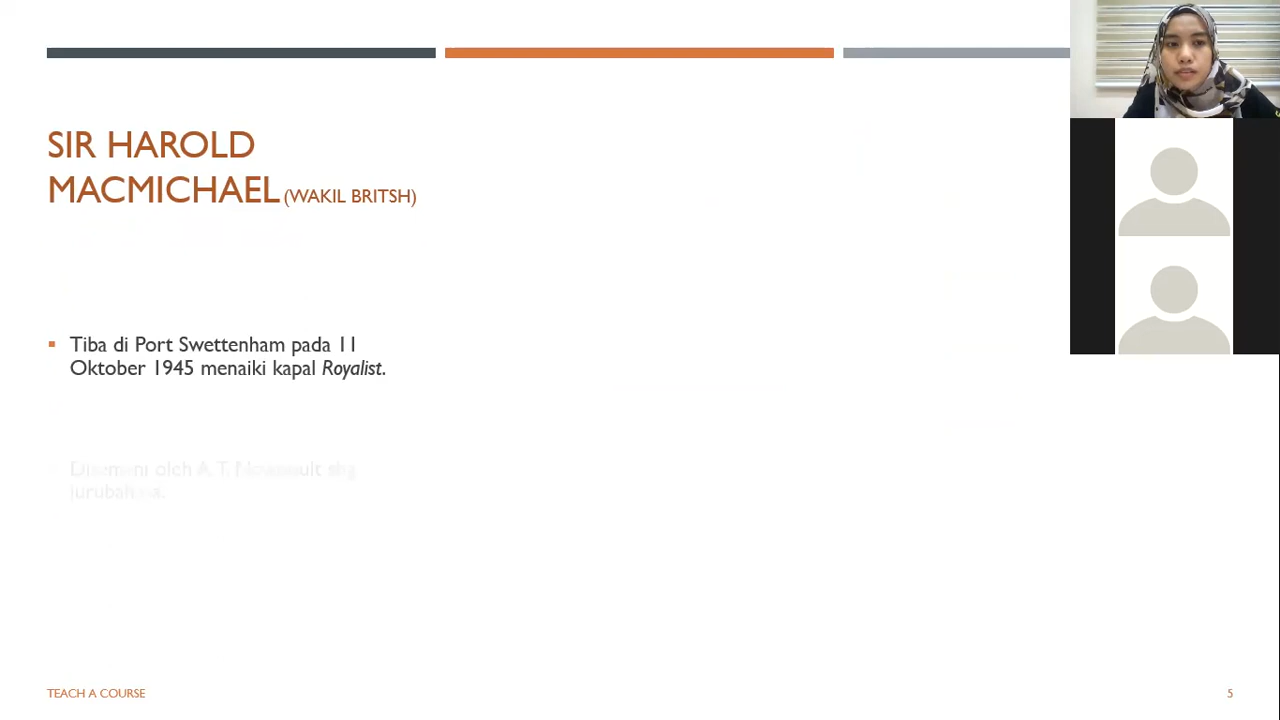 SIR HAROLD
MACMICHAEL (WAKIL BRITSH)
Tiba di Port Swettenham pada 11
Oktober 1945 menaiki kapal Royalist.
oleh A. T.
TEACH A COURSE
5